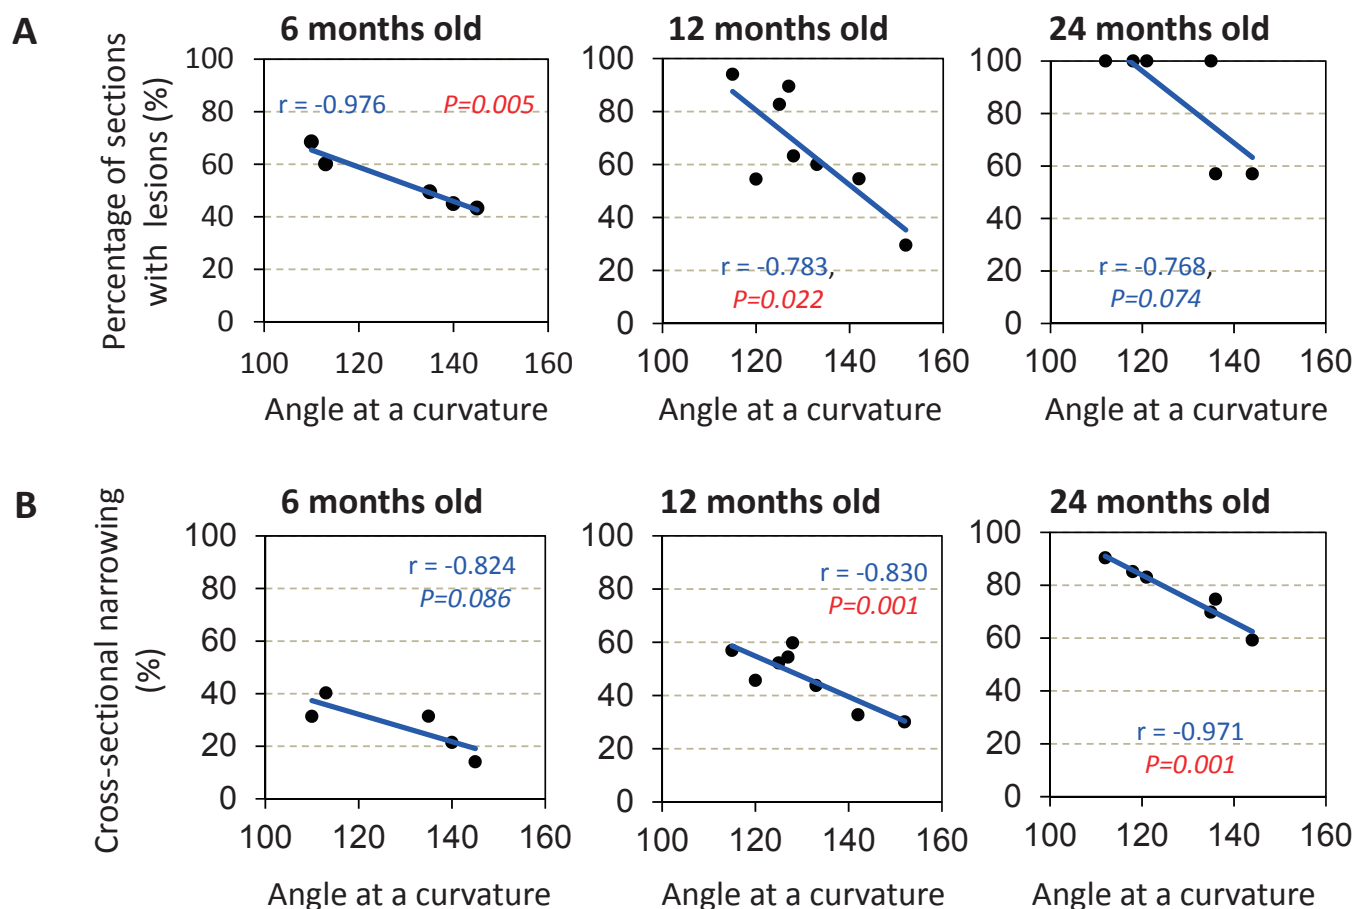 A
6 months old
12 months old
24 months old
Percentage of sections
with lesions (%)
100
80
60
40
20
0
r = -0.976
P=0.005
100 120 140 160
Angle at a curvature
100
80
60
40
20
0
r = -0.783,
P=0.022
100 120 140 160
Angle at a curvature
100
80
60
40
20
0
r = -0.768,
P=0.074
100 120 140 160
Angle at a curvature
B
6 months old
12 months old
24 months old
Cross-sectional narrowing
(%)
100
80
60
40
20
0
r = -0.824
P=0.086
100 120 140 160
Angle at a curvature
100
80
60
40
20
0
r = -0.830
P=0.001
100 120 140 160
Angle at a curvature
100
80
60
40
20
0
r = -0.971
P=0.001
100 120 140 160
Angle at a curvature